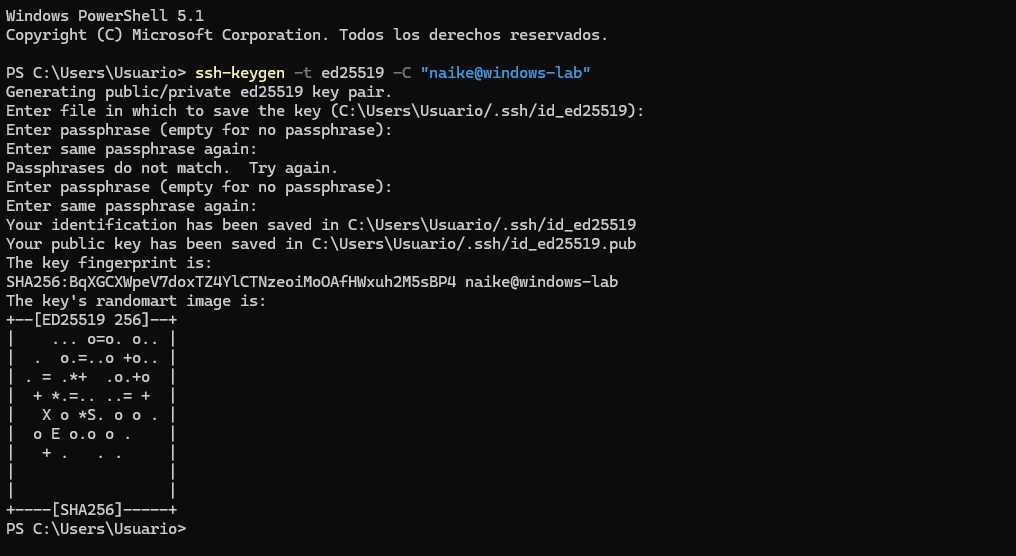 Windows PowerShell 5.1
Copyright (C) Microsoft Corporation. Todos los derechos reservados.

PS C:\Users\Usuario> ssh-keygen -t ed25519 -C "naike@windows-lab"
Generating public/private ed25519 key pair.
Enter file in which to save the key (C:\Users\Usuario/.ssh/id_ed25519):
Enter passphrase (empty for no passphrase):
Enter same passphrase again:
Passphrases do not match.  Try again.
Enter passphrase (empty for no passphrase):
Enter same passphrase again:
Your identification has been saved in C:\Users\Usuario/.ssh/id_ed25519
Your public key has been saved in C:\Users\Usuario/.ssh/id_ed25519.pub
The key fingerprint is:
SHA256:BqXGCXWpeV7doxTZ4YlCTNzeoiMoOAfHWxuh2M5sBP4 naike@windows-lab
The key's randomart image is:
+--[ED25519 256]--+
|    ... o=o. o.. |
|  .  o.=..o +o.. |
| . = .*+  .o.+o  |
|  + *.=.. ..= +  |
|   X o *S. o o . |
|  o E o.o o .    |
|   + .   . .     |
|                 |
|                 |
+----[SHA256]-----+
PS C:\Users\Usuario>